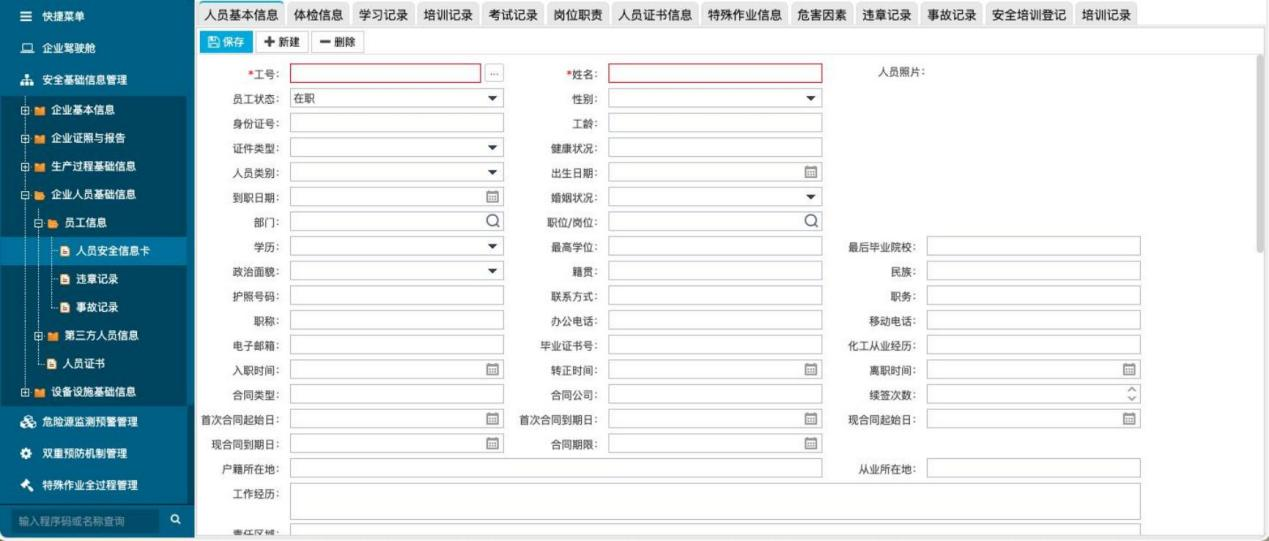 快捷菜单
企业驾驶舱
安全基础信息管理
企业基本信息
企业证照与报告
生产过程基础信息
企业人员基础信息
员工信息
人员安全信息卡
违章记录
事故记录
第三方人员信息
人员证书
设备设施基础信息
危险源监测预警管理
双重预防机制管理
特殊作业全过程管理
输入程序码或名称查询
人员基本信息 体检信息 学习记录 培训记录 考试记录 岗位职责 人员证书信息 特殊作业信息 危害因素 违章记录 事故记录 安全培训登记 培训记录
保存 新建 删除
*工号: ... *姓名: 人员照片:
员工状态: 在职 性别:
身份证号: 工龄:
证件类型: 健康状况:
人员类别: 出生日期:
到职日期: 婚姻状况:
部门: 职位/岗位:
学历: 最高学位: 最后毕业院校:
政治面貌: 籍贯: 民族:
护照号码: 联系方式: 职务:
职称: 办公电话: 移动电话:
电子邮箱: 毕业证书号: 化工从业经历:
入职时间: 转正时间: 离职时间:
合同类型: 合同公司: 续签次数:
首次合同起始日: 首次合同到期日: 现合同起始日:
现合同到期日: 合同期限:
户籍所在地: 从业所在地:
工作经历:
责任区域: